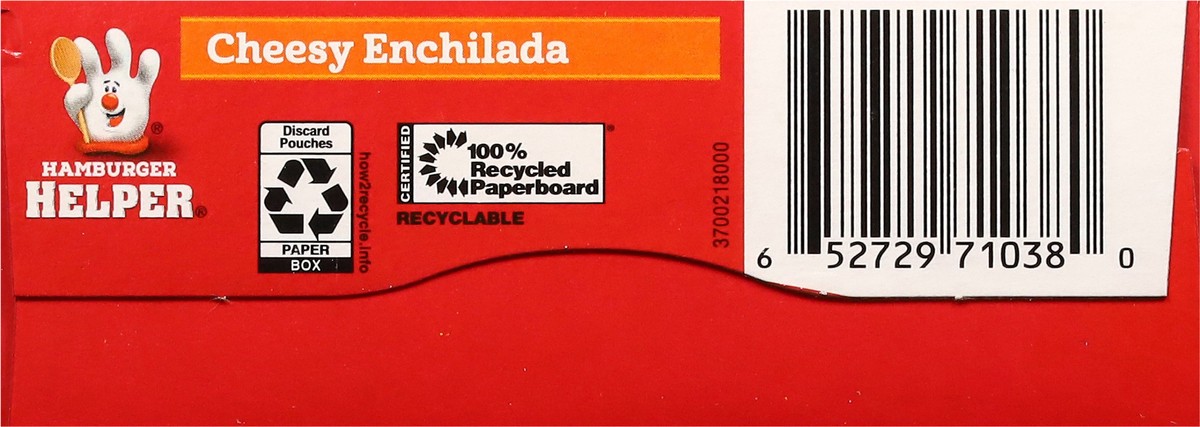 Cheesy Enchilada
HAMBURGER
HELPER®
®
Discard
Pouches
PAPER
BOX
how2recycle.info
CERTIFIED
100%
Recycled
Paperboard
RECYCLABLE
3700218000
6 52729 71038 0